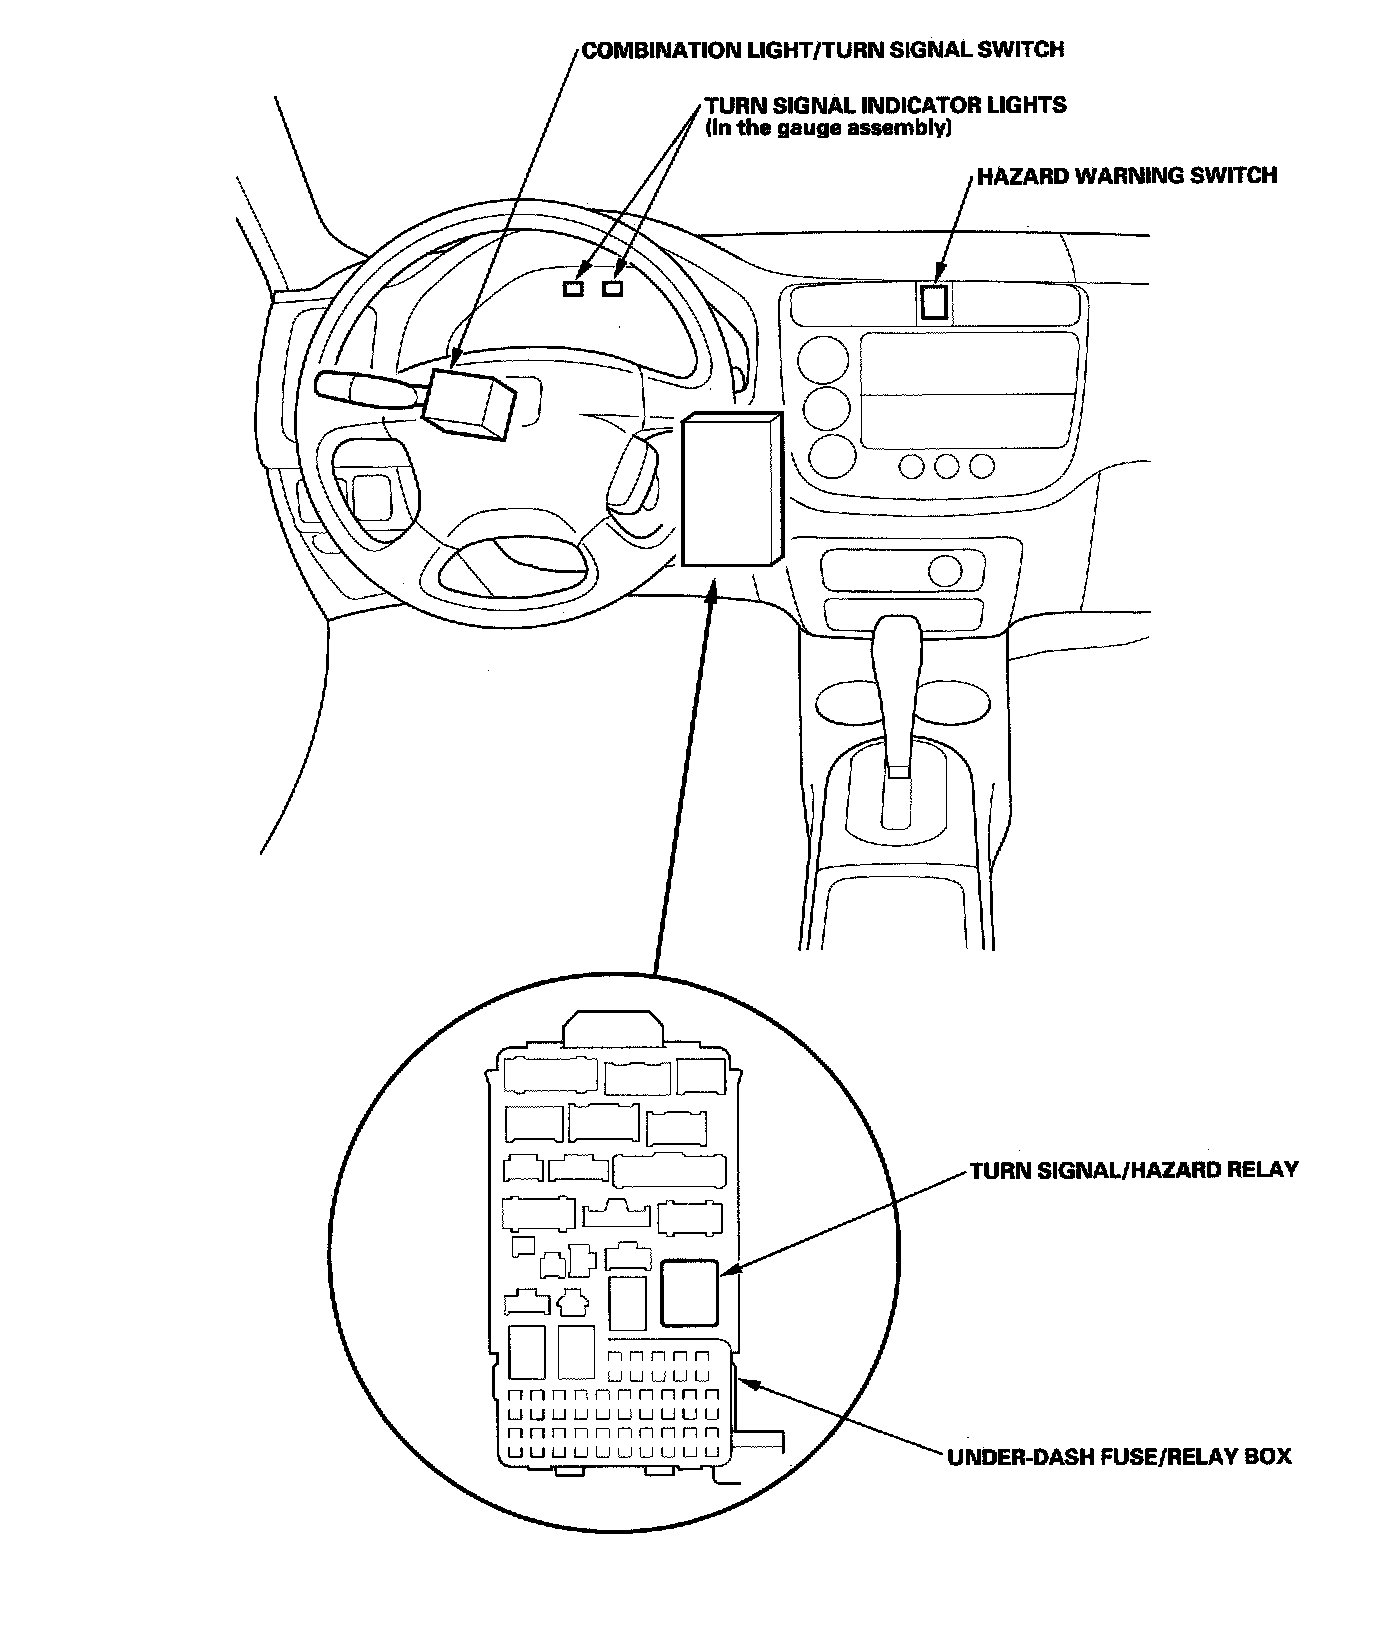 COMBINATION LIGHT/TURN SIGNAL SWITCH
TURN SIGNAL INDICATOR LIGHTS
(In the gauge assembly)
HAZARD WARNING SWITCH
TURN SIGNAL/HAZARD RELAY
UNDER-DASH FUSE/RELAY BOX